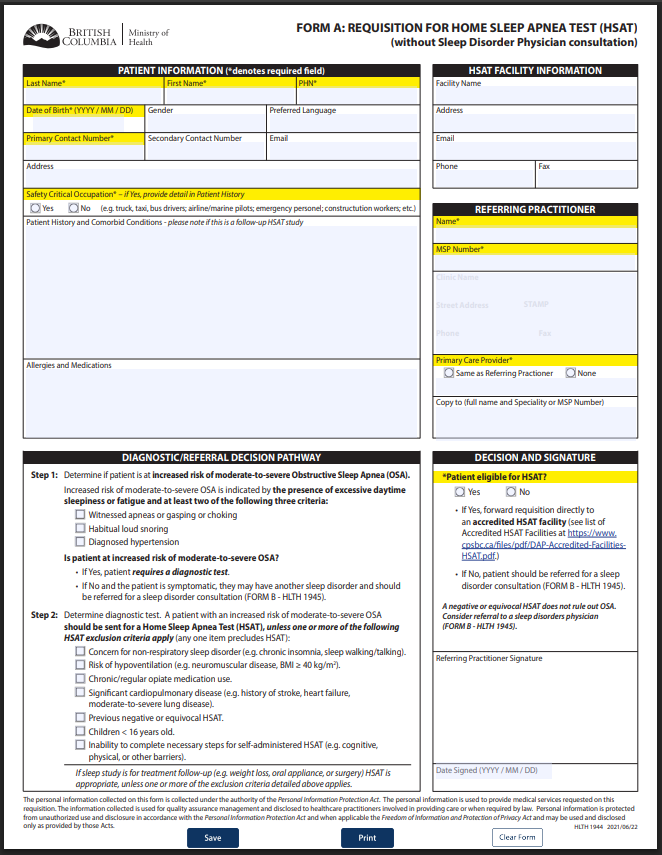 BRITISH COLUMBIA
Ministry of Health
FORM A: REQUISITION FOR HOME SLEEP APNEA TEST (HSAT)
(without Sleep Disorder Physician consultation)
PATIENT INFORMATION (*denotes required field)
Last Name*
First Name*
PHN*
Date of Birth* (YYYY / MM / DD)
Gender
Preferred Language
Primary Contact Number*
Secondary Contact Number
Email
Address
Safety Critical Occupation* – if Yes, provide detail in Patient History
Yes
No
(e.g. truck, taxi, bus drivers; airline/marine pilots; emergency personel; constructution workers; etc.)
Patient History and Comorbid Conditions - please note if this is a follow-up HSAT study
Allergies and Medications
HSAT FACILITY INFORMATION
Facility Name
Address
Email
Phone
Fax
REFERRING PRACTITIONER
Name*
MSP Number*
Clinic Name
Street Address
STAMP
Phone
Fax
Primary Care Provider*
Same as Referring Practioner
None
Copy to (full name and Speciality or MSP Number)
DIAGNOSTIC/REFERRAL DECISION PATHWAY
Step 1: Determine if patient is at increased risk of moderate-to-severe Obstructive Sleep Apnea (OSA).
Increased risk of moderate-to-severe OSA is indicated by the presence of excessive daytime
sleepiness or fatigue and at least two of the following three criteria:
Witnessed apneas or gasping or choking
Habitual loud snoring
Diagnosed hypertension
Is patient at increased risk of moderate-to-severe OSA?
• If Yes, patient requires a diagnostic test.
• If No and the patient is symptomatic, they may have another sleep disorder and should
be referred for a sleep disorder consultation (FORM B - HLTH 1945).
Step 2: Determine diagnostic test. A patient with an increased risk of moderate-to-severe OSA
should be sent for a Home Sleep Apnea Test (HSAT), unless one or more of the following
HSAT exclusion criteria apply (any one item precludes HSAT):
Concern for non-respiratory sleep disorder (e.g. chronic insomnia, sleep walking/talking).
Risk of hypoventilation (e.g. neuromuscular disease, BMI ≥ 40 kg/m²).
Chronic/regular opiate medication use.
Significant cardiopulmonary disease (e.g. history of stroke, heart failure,
moderate-to-severe lung disease).
Previous negative or equivocal HSAT.
Children < 16 years old.
Inability to complete necessary steps for self-administered HSAT (e.g. cognitive,
physical, or other barriers).
If sleep study is for treatment follow-up (e.g. weight loss, oral appliance, or surgery) HSAT is
appropriate, unless one or more of the exclusion criteria detailed above applies.
DECISION AND SIGNATURE
*Patient eligible for HSAT?
Yes
No
• If Yes, forward requisition directly to
an accredited HSAT facility (see list of
Accredited HSAT Facilities at https://www.
cpsbc.ca/files/pdf/DAP-Accredited-Facilities-
HSAT.pdf.)
• If No, patient should be referred for a sleep
disorder consultation (FORM B - HLTH 1945).
A negative or equivocal HSAT does not rule out OSA.
Consider referral to a sleep disorders physician
(FORM B - HLTH 1945).
Referring Practitioner Signature
Date Signed (YYYY / MM / DD)
The personal information collected on this form is collected under the authority of the Personal Information Protection Act. The personal information is used to provide medical services requested on this
requisition. The information collected is used for quality assurance management and disclosed to healthcare practitioners involved in providing care or when required by law. Personal information is protected
from unauthorized use and disclosure in accordance with the Personal Information Protection Act and when applicable the Freedom of Information and Protection of Privacy Act and may be used and disclosed
only as provided by those Acts.
HLTH 1944 2021/06/22
Save
Print
Clear Form